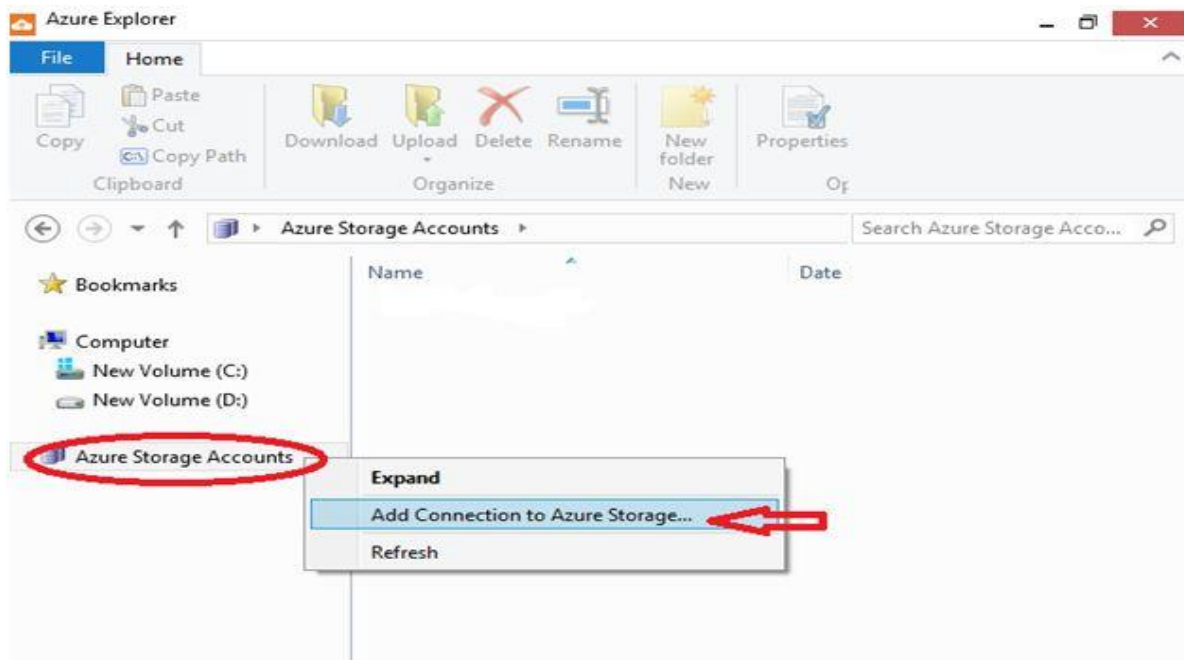 Azure Explorer
File Home
Copy
Paste
Cut
C:\ Copy Path
Clipboard
Download Upload Delete Rename
Organize
New folder
New
Properties
Azure Storage Accounts
Search Azure Storage Acco...
Bookmarks
Computer
New Volume (C:)
New Volume (D:)
Azure Storage Accounts
Name Date
Expand
Add Connection to Azure Storage...
Refresh